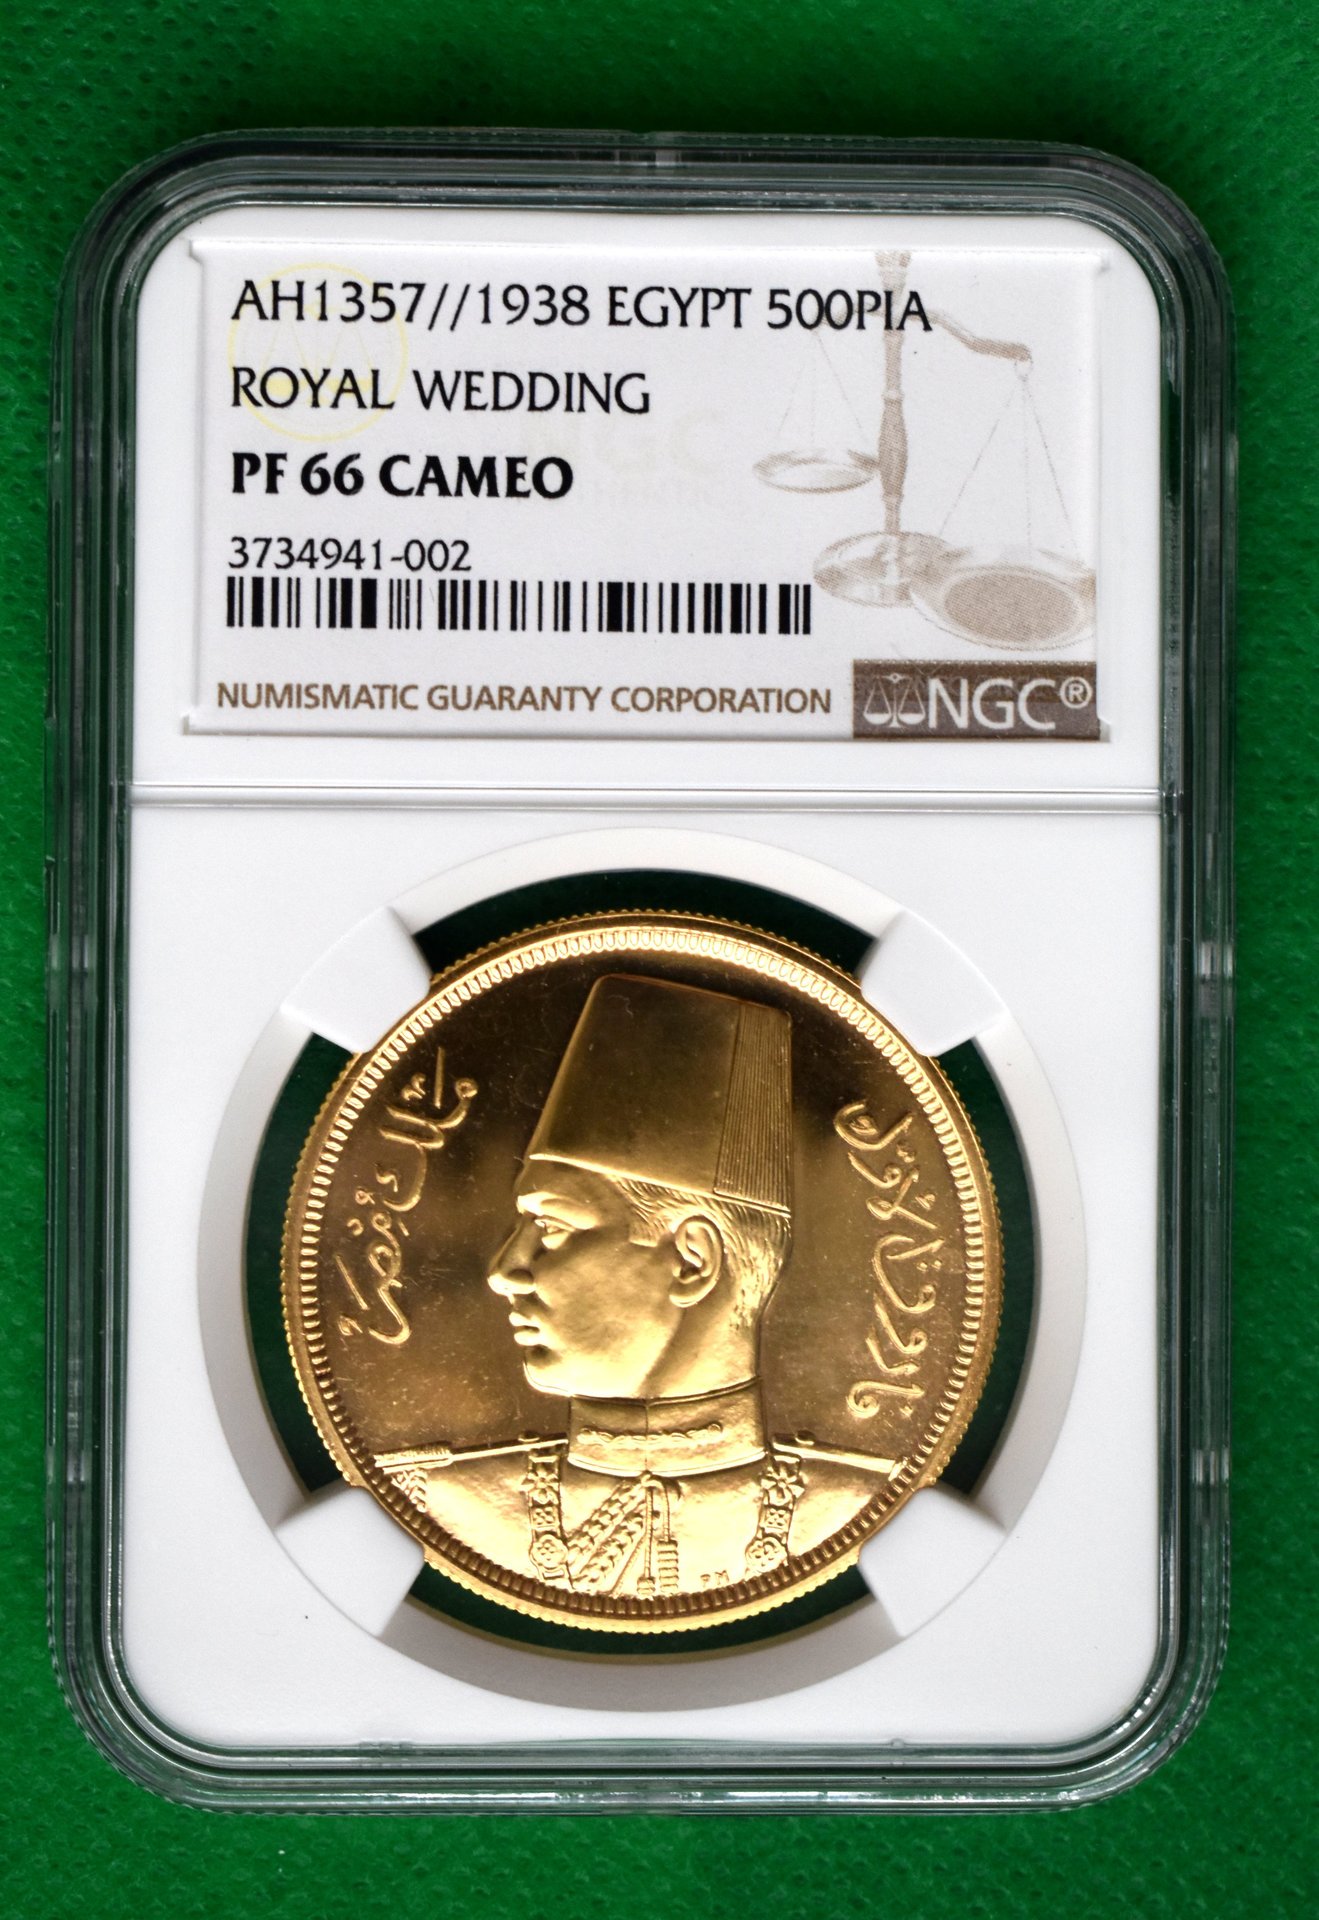 AH1357//1938 EGYPT 500PIA
ROYAL WEDDING
PF 66 CAMEO
3734941-002
NUMISMATIC GUARANTY CORPORATION
NGC®
فاروق الأول
ملك مصر
P M